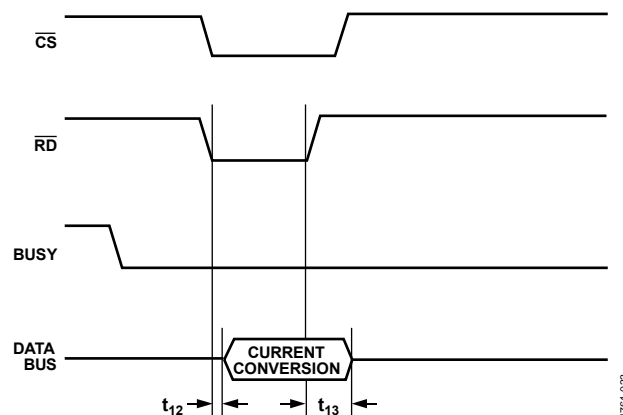 CS
RD
BUSY
DATA
BUS
CURRENT
CONVERSION
t12
t13